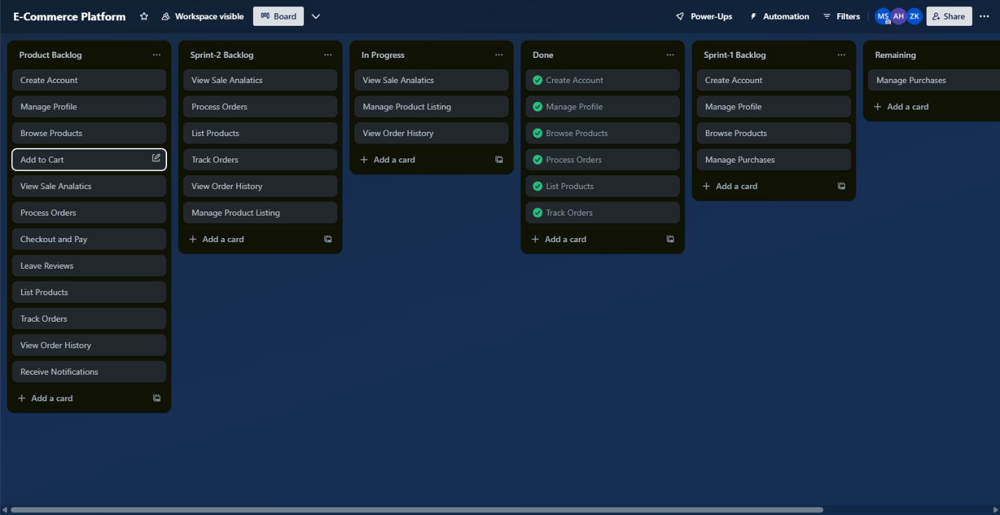 E-Commerce Platform
Workspace visible
Board
Power-Ups
Automation
Filters
MS
AH
ZK
Share
Product Backlog
Create Account
Manage Profile
Browse Products
Add to Cart
View Sale Analatics
Process Orders
Checkout and Pay
Leave Reviews
List Products
Track Orders
View Order History
Receive Notifications
Add a card
Sprint-2 Backlog
View Sale Analatics
Process Orders
List Products
Track Orders
View Order History
Manage Product Listing
Add a card
In Progress
View Sale Analatics
Manage Product Listing
View Order History
Add a card
Done
Create Account
Manage Profile
Browse Products
Process Orders
List Products
Track Orders
Add a card
Sprint-1 Backlog
Create Account
Manage Profile
Browse Products
Manage Purchases
Add a card
Remaining
Manage Purchases
Add a card